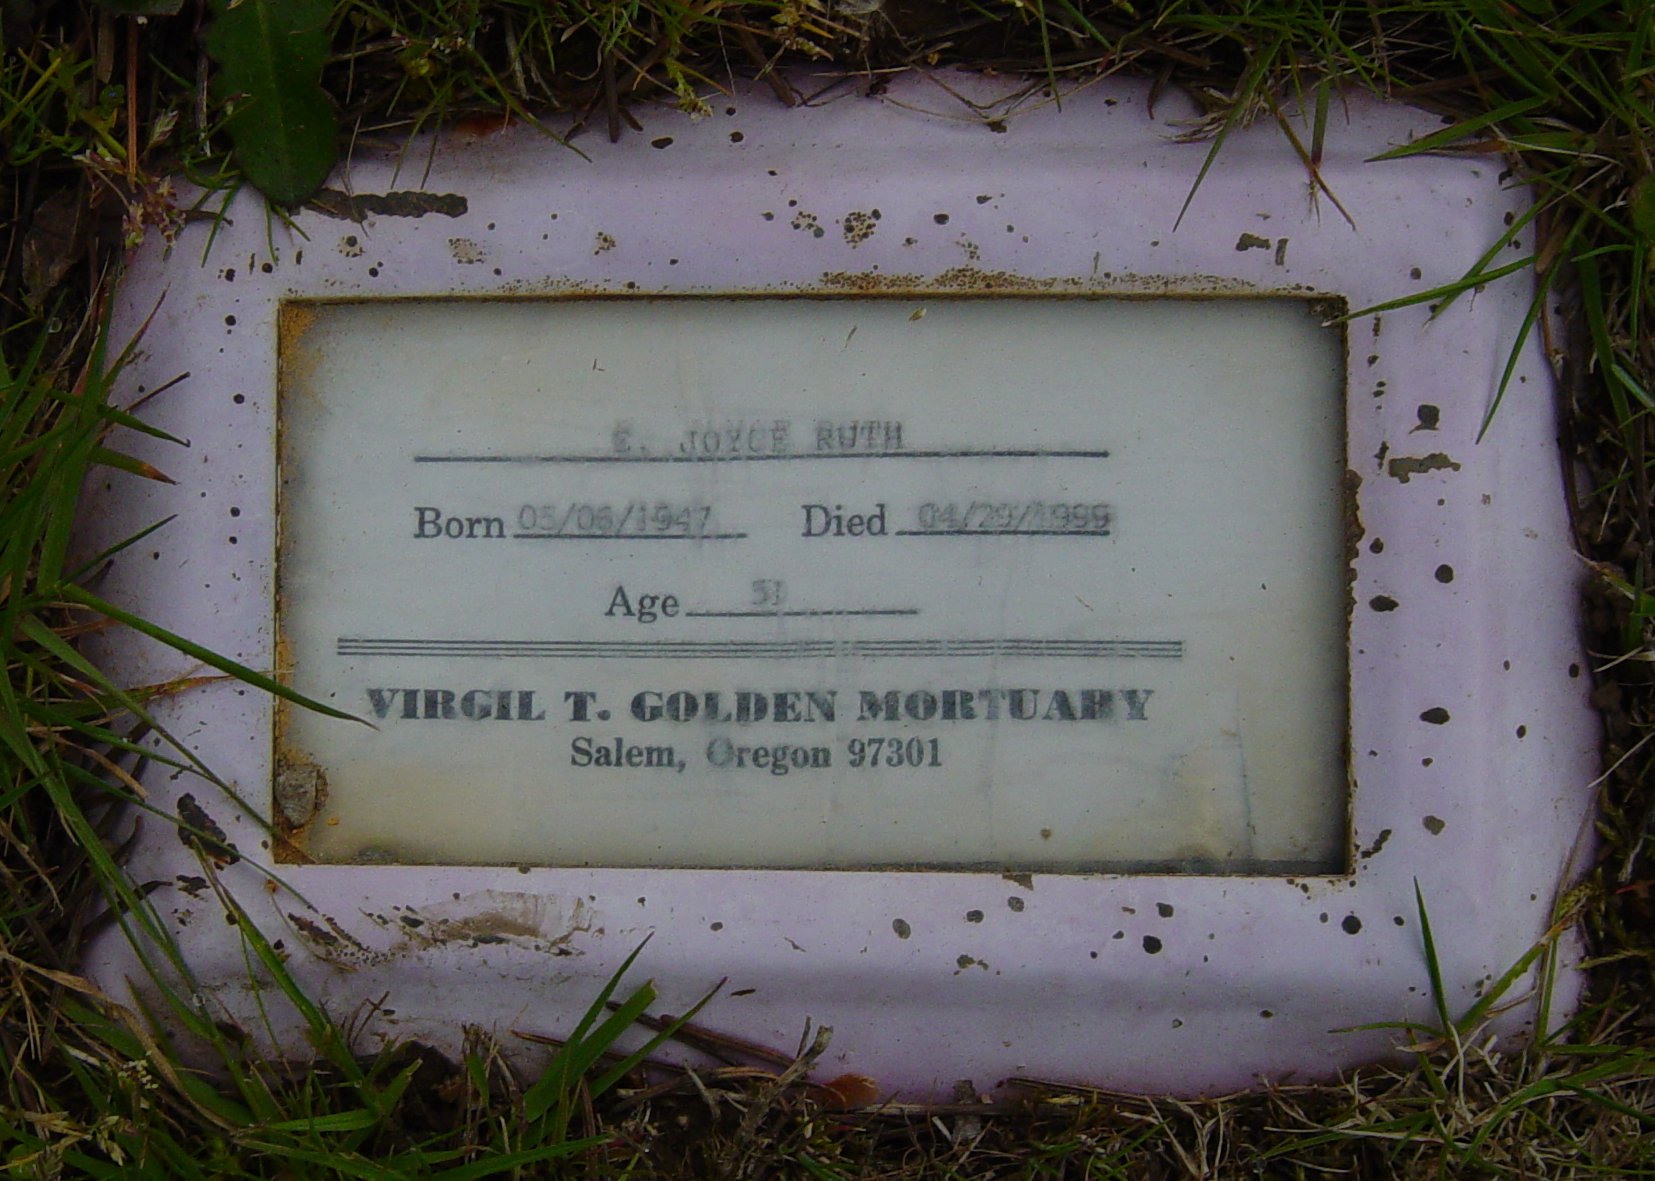 E. JOYCE RUTH
Born 05/06/1947 Died 04/29/1999
Age 51
VIRGIL T. GOLDEN MORTUARY
Salem, Oregon 97301